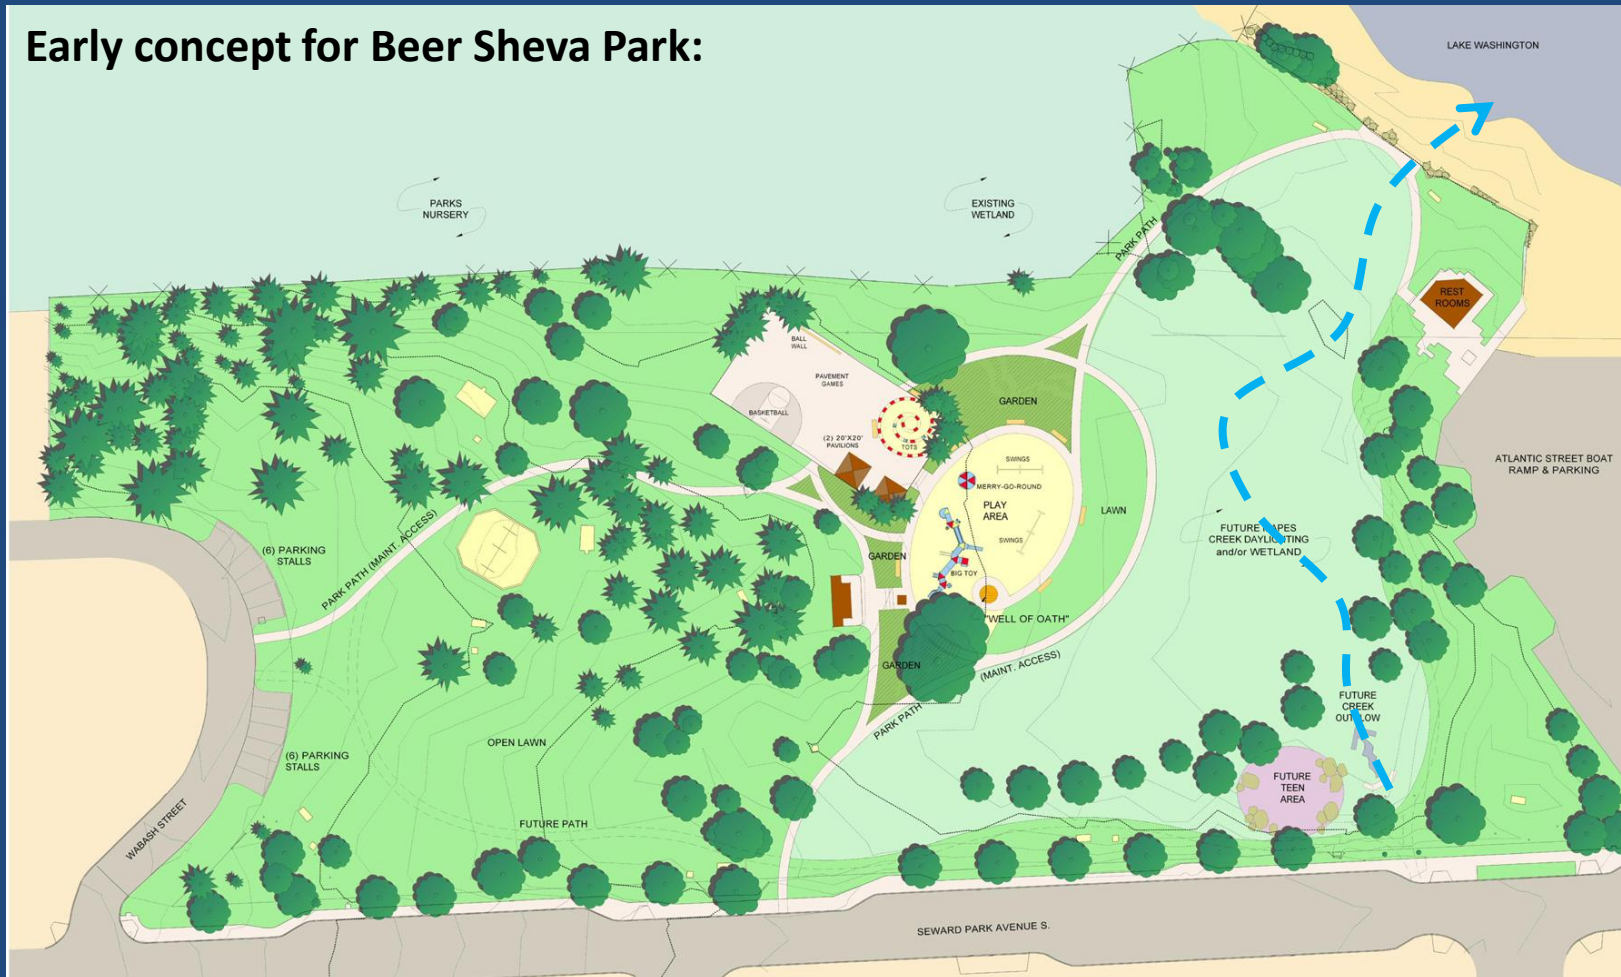 Early concept for Beer Sheva Park:
LAKE WASHINGTON
PARKS
NURSERY
EXISTING
WETLAND
PARK PATH
REST
ROOMS
BALL
WALL
PAVEMENT
GAMES
BASKETBALL
(2) 20'X20'
PAVILIONS
TOTS
GARDEN
SWINGS
MERRY-GO-ROUND
PLAY
AREA
SWINGS
LAWN
BIG TOY
GARDEN
"WELL OF OATH"
GARDEN
ATLANTIC STREET BOAT
RAMP & PARKING
FUTURE MAPES
CREEK DAYLIGHTING
and/or WETLAND
(6) PARKING
STALLS
PARK PATH (MAINT. ACCESS)
(MAINT. ACCESS)
PARK PATH
FUTURE
CREEK
OUTFLOW
OPEN LAWN
(6) PARKING
STALLS
FUTURE
TEEN
AREA
FUTURE PATH
WABASH STREET
SEWARD PARK AVENUE S.